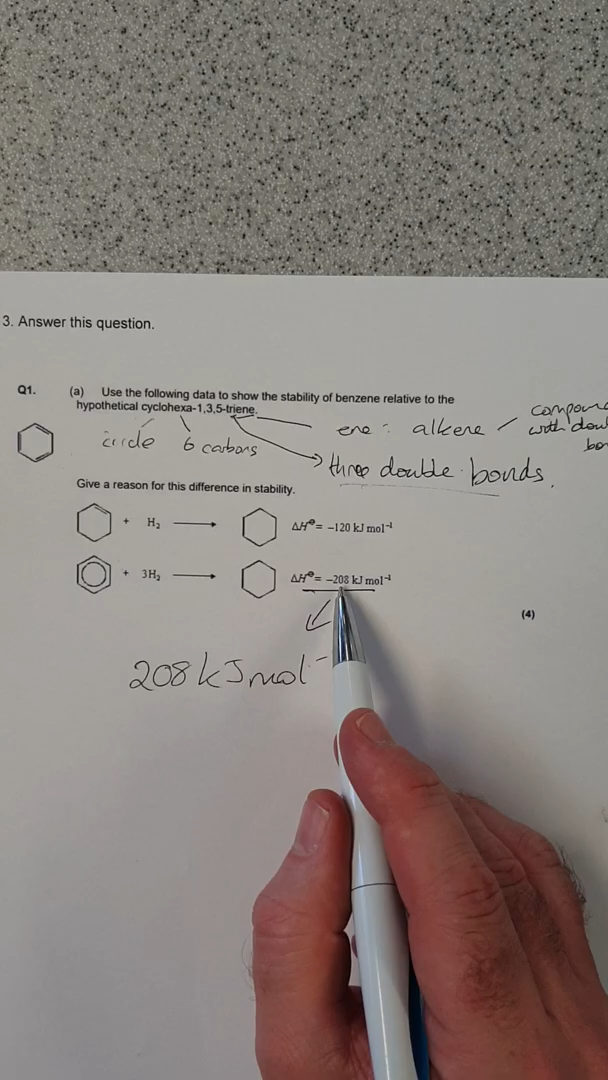 3. Answer this question.
Q1. (a) Use the following data to show the stability of benzene relative to the
hypothetical cyclohexa-1,3,5-triene.
circle 6 carbons
ene : alkene
with
three double bonds.
Give a reason for this difference in stability.
+ H₂ → ΔH⦵= −120 kJ mol⁻¹
+ 3H₂ → ΔH⦵= −208 kJ mol⁻¹
(4)
208 kJ mol⁻